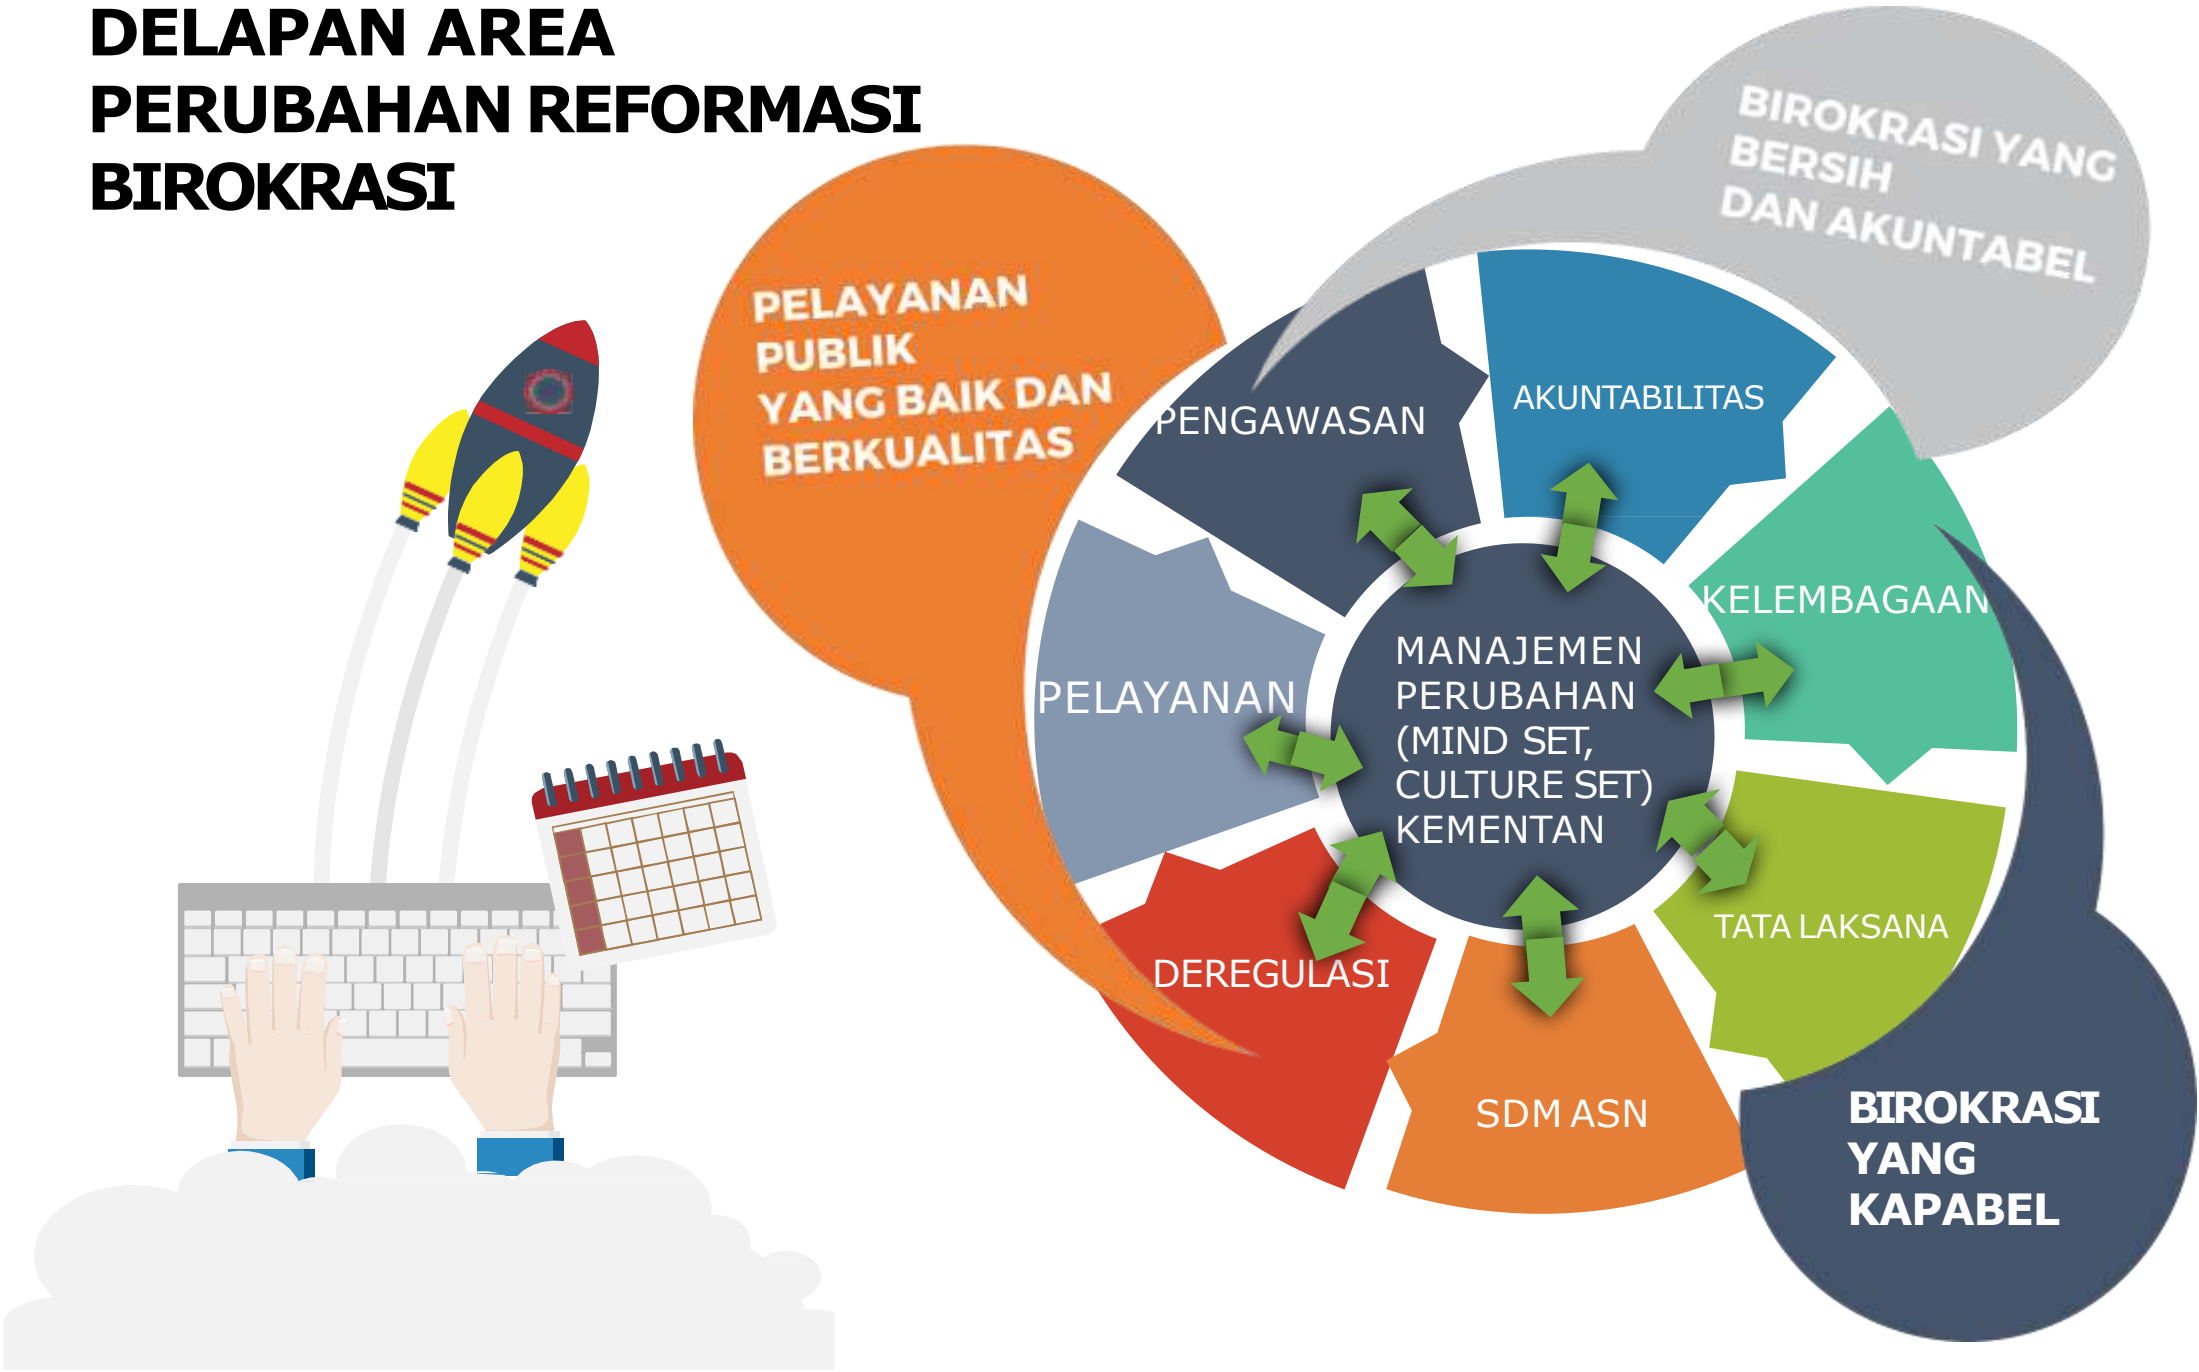 DELAPAN AREA
PERUBAHAN REFORMASI
BIROKRASI
PELAYANAN
PUBLIK
YANG BAIK DAN
BERKUALITAS
BIROKRASI YANG
BERSIH
DAN AKUNTABEL
PENGAWASAN
AKUNTABILITAS
KELEMBAGAAN
PELAYANAN
MANAJEMEN
PERUBAHAN
(MIND SET,
CULTURE SET)
KEMENTAN
TATA LAKSANA
DEREGULASI
SDM ASN
BIROKRASI
YANG
KAPABEL